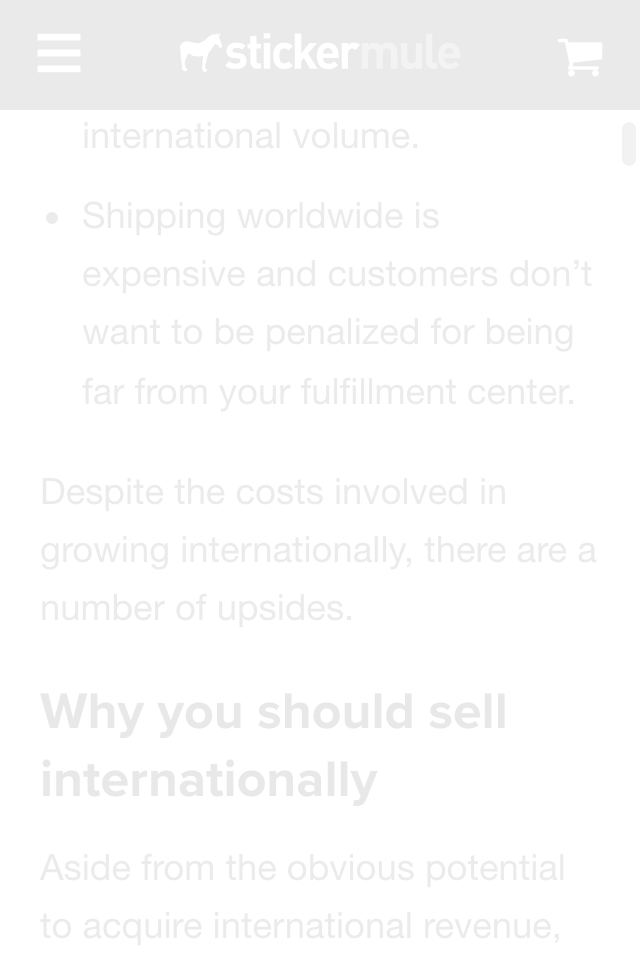 stickermule
international volume.
• Shipping worldwide is
expensive and customers don’t
want to be penalized for being
far from your fulfillment center.
Despite the costs involved in
growing internationally, there are a
number of upsides.
Why you should sell
internationally
Aside from the obvious potential
to acquire international revenue,